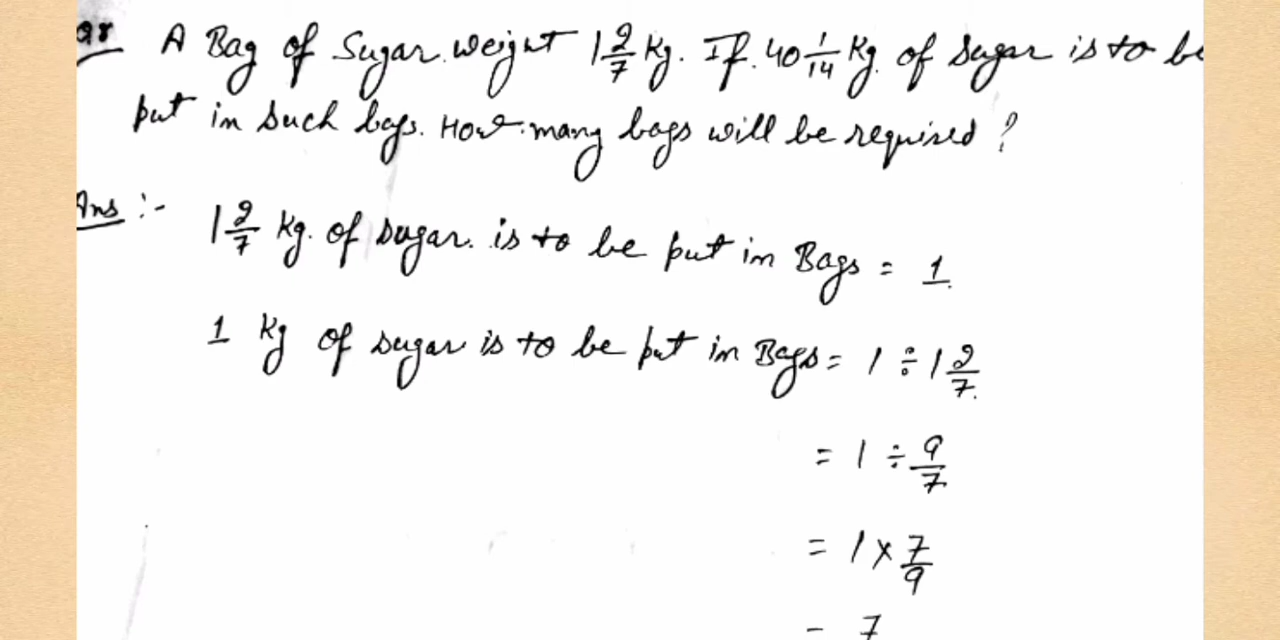 A Bag of Sugar weight 1 2/7 Kg. If 40 1/14 Kg of sugar is to be
put in such bags. How many bags will be required ?
Ans :- 1 2/7 Kg. of sugar. is to be put in Bags = 1
1 Kg of sugar is to be put in Bags = 1 ÷ 1 2/7
= 1 ÷ 9/7
= 1 × 7/9
= 7